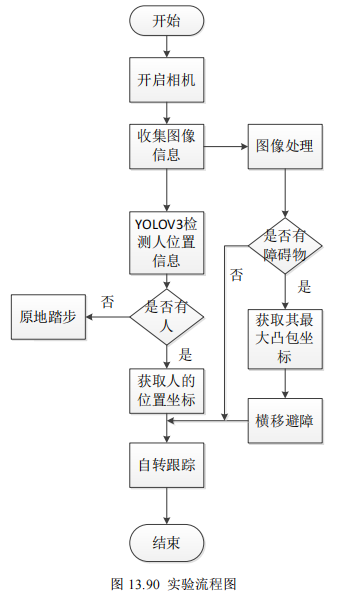 开始
开启相机
收集图像
信息
图像处理
YOLOV3检
测人位置
信息
是否有
障碍物
否
是
是否有
人
否
原地踏步
是
获取其最
大凸包坐
标
获取人的
位置坐标
横移避障
自转跟踪
结束
图 13.90 实验流程图